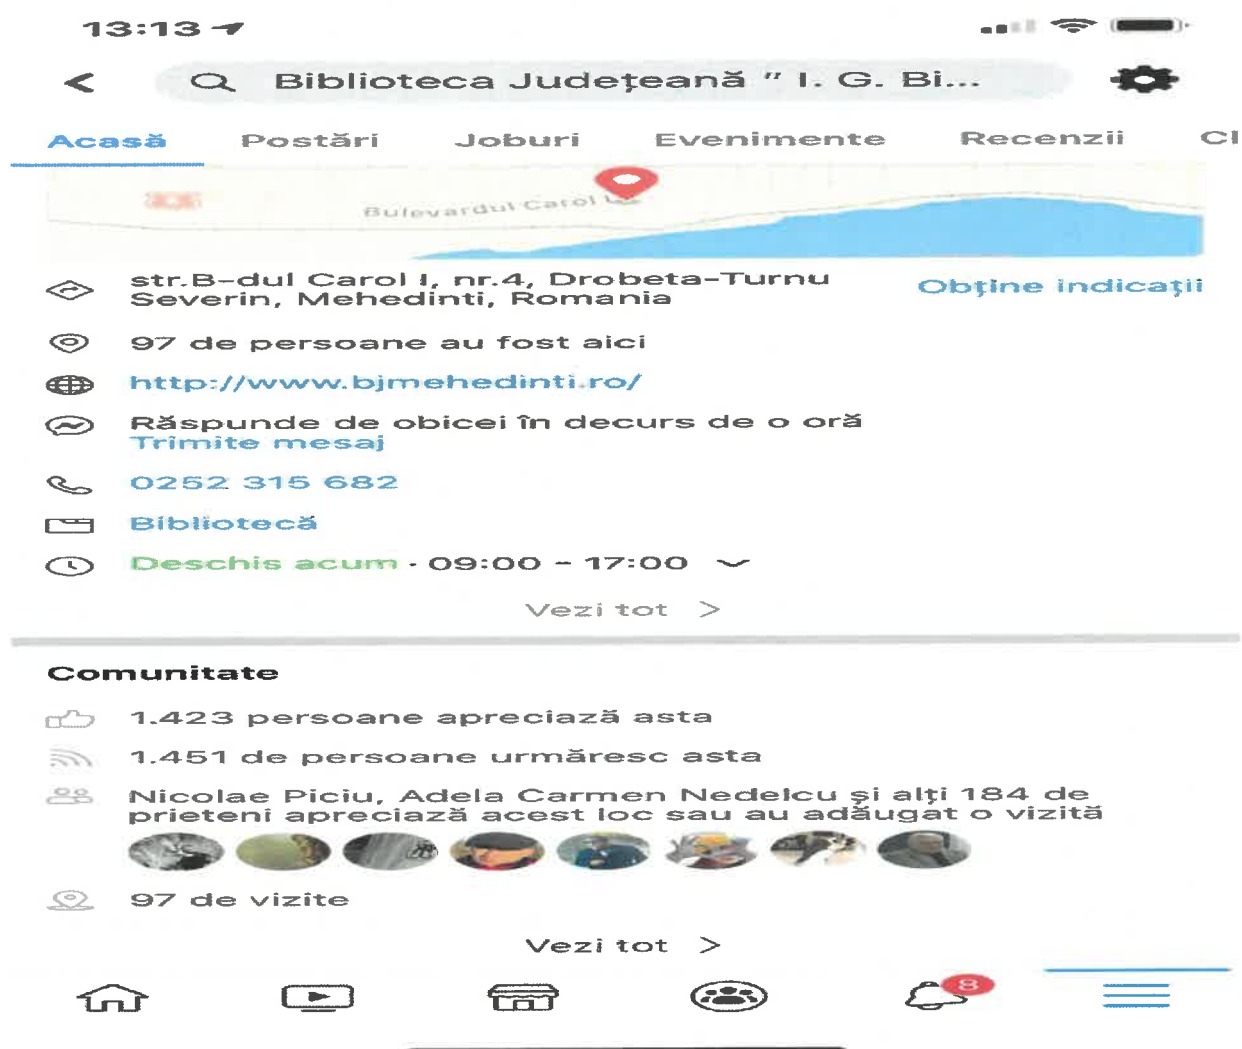 13:13
Biblioteca Județeană " I. G. Bi...
Acasă Postări Joburi Evenimente Recenzii Cl
Bulevardul Carol I
str.B-dul Carol I, nr.4, Drobeta-Turnu
Severin, Mehedinti, Romania
Obține indicații
97 de persoane au fost aici
http://www.bjmehedinti.ro/
Răspunde de obicei în decurs de o oră
Trimite mesaj
0252 315 682
Bibliotecă
Deschis acum · 09:00 - 17:00
Vezi tot >
Comunitate
1.423 persoane apreciază asta
1.451 de persoane urmăresc asta
Nicolae Piciu, Adela Carmen Nedelcu și alți 184 de
prieteni apreciază acest loc sau au adăugat o vizită
97 de vizite
Vezi tot >
8